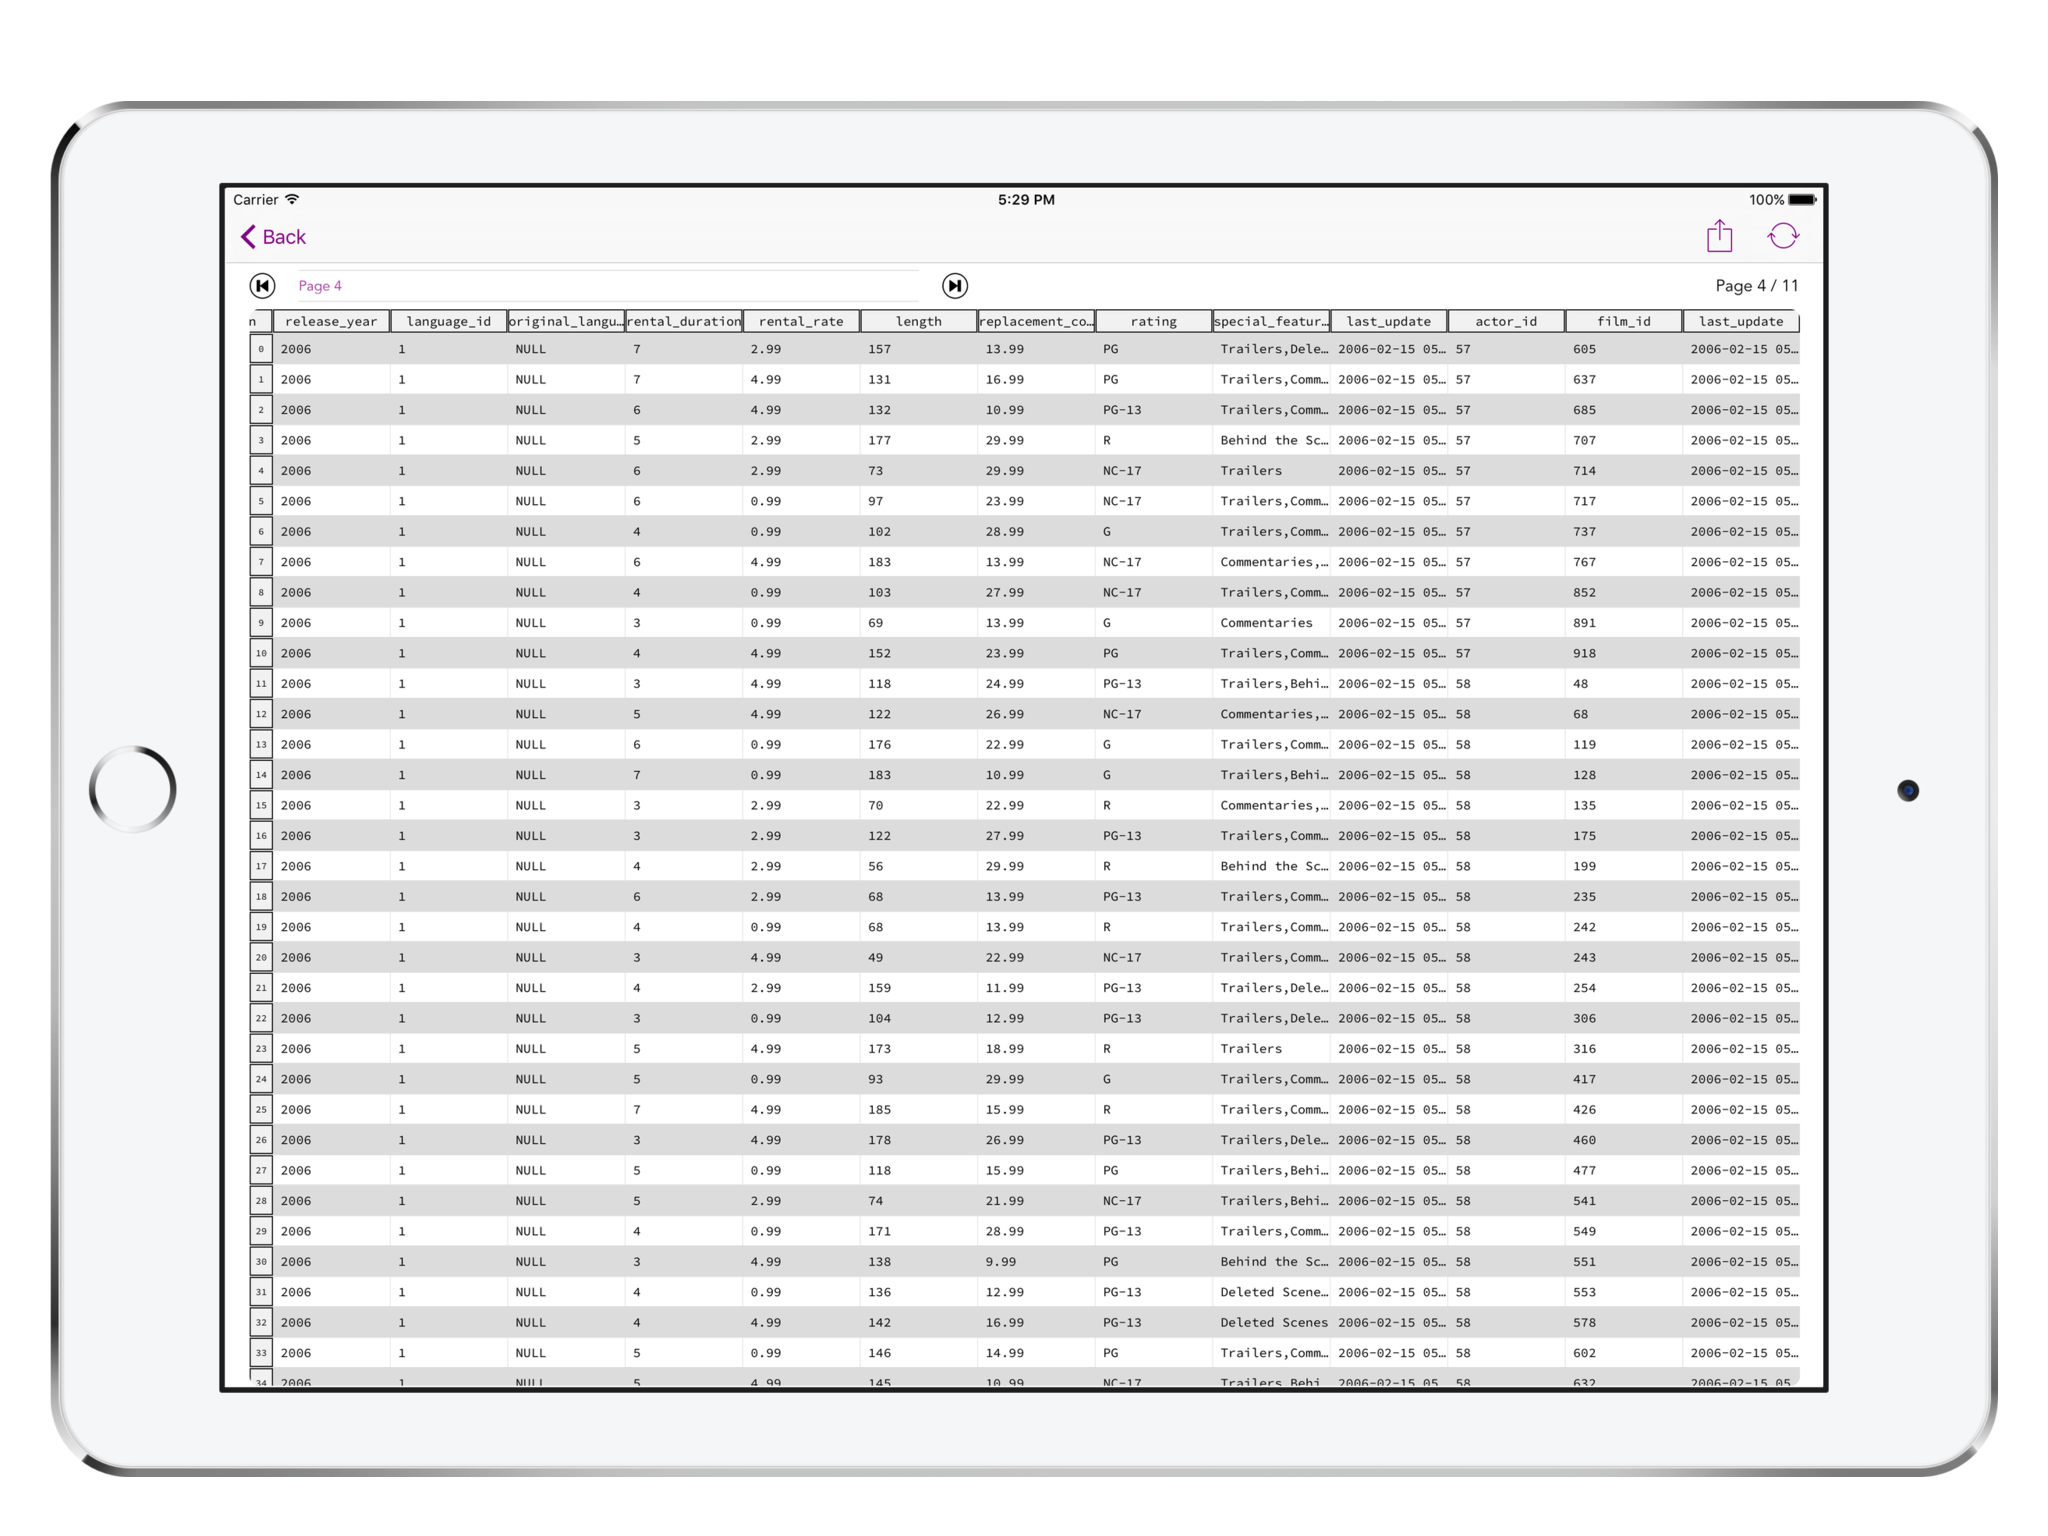 Carrier 5:29 PM 100%
Back
Page 4 Page 4 / 11
n release_year language_id original_langu… rental_duration rental_rate length replacement_co… rating special_featur… last_update actor_id film_id last_update
0 2006 1 NULL 7 2.99 157 13.99 PG Trailers,Dele… 2006-02-15 05… 57 605 2006-02-15 05…
1 2006 1 NULL 7 4.99 131 16.99 PG Trailers,Comm… 2006-02-15 05… 57 637 2006-02-15 05…
2 2006 1 NULL 6 4.99 132 10.99 PG-13 Trailers,Comm… 2006-02-15 05… 57 685 2006-02-15 05…
3 2006 1 NULL 5 2.99 177 29.99 R Behind the Sc… 2006-02-15 05… 57 707 2006-02-15 05…
4 2006 1 NULL 6 2.99 73 29.99 NC-17 Trailers 2006-02-15 05… 57 714 2006-02-15 05…
5 2006 1 NULL 6 0.99 97 23.99 NC-17 Trailers,Comm… 2006-02-15 05… 57 717 2006-02-15 05…
6 2006 1 NULL 4 0.99 102 28.99 G Trailers,Comm… 2006-02-15 05… 57 737 2006-02-15 05…
7 2006 1 NULL 6 4.99 183 13.99 NC-17 Commentaries,… 2006-02-15 05… 57 767 2006-02-15 05…
8 2006 1 NULL 4 0.99 103 27.99 NC-17 Trailers,Comm… 2006-02-15 05… 57 852 2006-02-15 05…
9 2006 1 NULL 3 0.99 69 13.99 G Commentaries 2006-02-15 05… 57 891 2006-02-15 05…
10 2006 1 NULL 4 4.99 152 23.99 PG Trailers,Comm… 2006-02-15 05… 57 918 2006-02-15 05…
11 2006 1 NULL 3 4.99 118 24.99 PG-13 Trailers,Behi… 2006-02-15 05… 58 48 2006-02-15 05…
12 2006 1 NULL 5 4.99 122 26.99 NC-17 Commentaries,… 2006-02-15 05… 58 68 2006-02-15 05…
13 2006 1 NULL 6 0.99 176 22.99 G Trailers,Comm… 2006-02-15 05… 58 119 2006-02-15 05…
14 2006 1 NULL 7 0.99 183 10.99 G Trailers,Behi… 2006-02-15 05… 58 128 2006-02-15 05…
15 2006 1 NULL 3 2.99 70 22.99 R Commentaries,… 2006-02-15 05… 58 135 2006-02-15 05…
16 2006 1 NULL 3 2.99 122 27.99 PG-13 Trailers,Comm… 2006-02-15 05… 58 175 2006-02-15 05…
17 2006 1 NULL 4 2.99 56 29.99 R Behind the Sc… 2006-02-15 05… 58 199 2006-02-15 05…
18 2006 1 NULL 6 2.99 68 13.99 PG-13 Trailers,Comm… 2006-02-15 05… 58 235 2006-02-15 05…
19 2006 1 NULL 4 0.99 68 13.99 R Trailers,Comm… 2006-02-15 05… 58 242 2006-02-15 05…
20 2006 1 NULL 3 4.99 49 22.99 NC-17 Trailers,Comm… 2006-02-15 05… 58 243 2006-02-15 05…
21 2006 1 NULL 4 2.99 159 11.99 PG-13 Trailers,Dele… 2006-02-15 05… 58 254 2006-02-15 05…
22 2006 1 NULL 3 0.99 104 12.99 PG-13 Trailers,Dele… 2006-02-15 05… 58 306 2006-02-15 05…
23 2006 1 NULL 5 4.99 173 18.99 R Trailers 2006-02-15 05… 58 316 2006-02-15 05…
24 2006 1 NULL 5 0.99 93 29.99 G Trailers,Comm… 2006-02-15 05… 58 417 2006-02-15 05…
25 2006 1 NULL 7 4.99 185 15.99 R Trailers,Comm… 2006-02-15 05… 58 426 2006-02-15 05…
26 2006 1 NULL 3 4.99 178 26.99 PG-13 Trailers,Dele… 2006-02-15 05… 58 460 2006-02-15 05…
27 2006 1 NULL 5 0.99 118 15.99 PG Trailers,Behi… 2006-02-15 05… 58 477 2006-02-15 05…
28 2006 1 NULL 5 2.99 74 21.99 NC-17 Trailers,Behi… 2006-02-15 05… 58 541 2006-02-15 05…
29 2006 1 NULL 4 0.99 171 28.99 PG-13 Trailers,Comm… 2006-02-15 05… 58 549 2006-02-15 05…
30 2006 1 NULL 3 4.99 138 9.99 PG Behind the Sc… 2006-02-15 05… 58 551 2006-02-15 05…
31 2006 1 NULL 4 0.99 136 12.99 PG-13 Deleted Scene… 2006-02-15 05… 58 553 2006-02-15 05…
32 2006 1 NULL 4 4.99 142 16.99 PG-13 Deleted Scenes 2006-02-15 05… 58 578 2006-02-15 05…
33 2006 1 NULL 5 0.99 146 14.99 PG Trailers,Comm… 2006-02-15 05… 58 602 2006-02-15 05…
34 2006 1 NULL 5 4.99 145 10.99 NC-17 Trailers,Behi 2006-02-15 05 58 632 2006-02-15 05